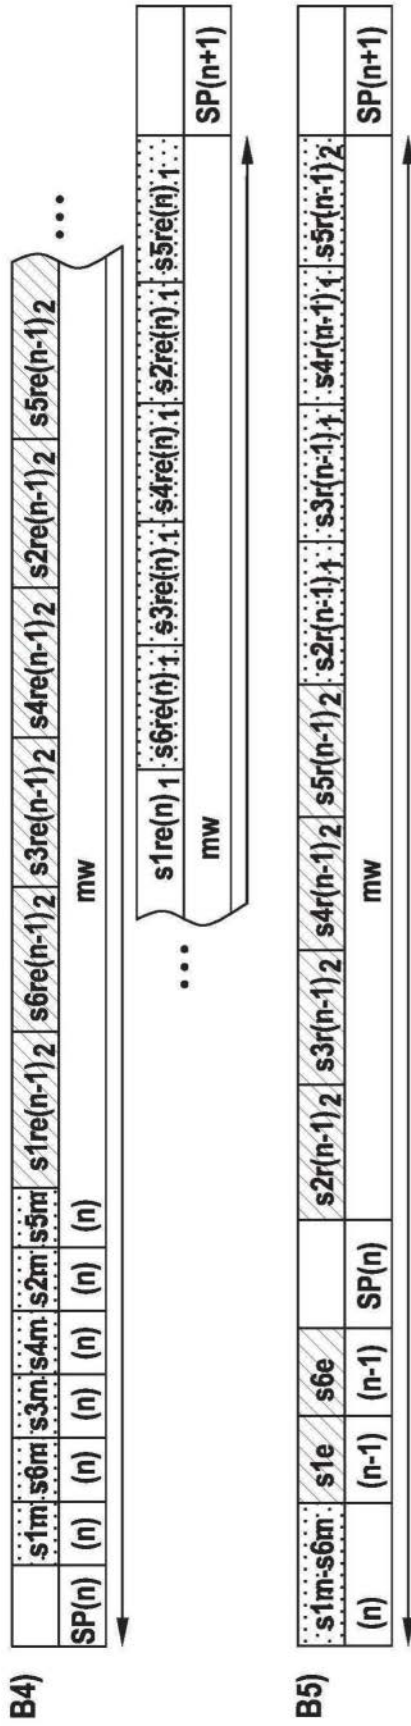 B4)
s1m s6m s3m s4m s2m s5m s1re(n-1)2 s6re(n-1)2 s3re(n-1)2 s4re(n-1)2 s2re(n-1)2 s5re(n-1)2 ...
SP(n) (n) (n) (n) (n) (n) (n) mw
... s1re(n)1 s6re(n)1 s3re(n)1 s4re(n)1 s2re(n)1 s5re(n)1
mw SP(n+1)
B5)
s1m-s6m s1e s6e s2r(n-1)2 s3r(n-1)2 s4r(n-1)2 s5r(n-1)2 s2r(n-1)1 s3r(n-1)1 s4r(n-1)1 s5r(n-1)2
(n) (n-1) (n-1) SP(n) mw SP(n+1)